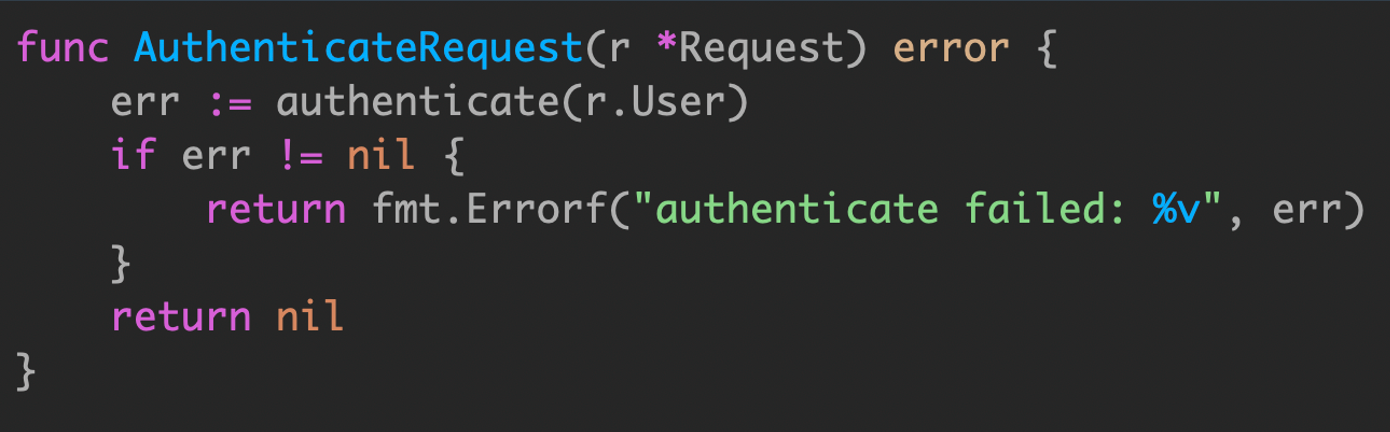 func AuthenticateRequest(r *Request) error {
    err := authenticate(r.User)
    if err != nil {
        return fmt.Errorf("authenticate failed: %v", err)
    }
    return nil
}